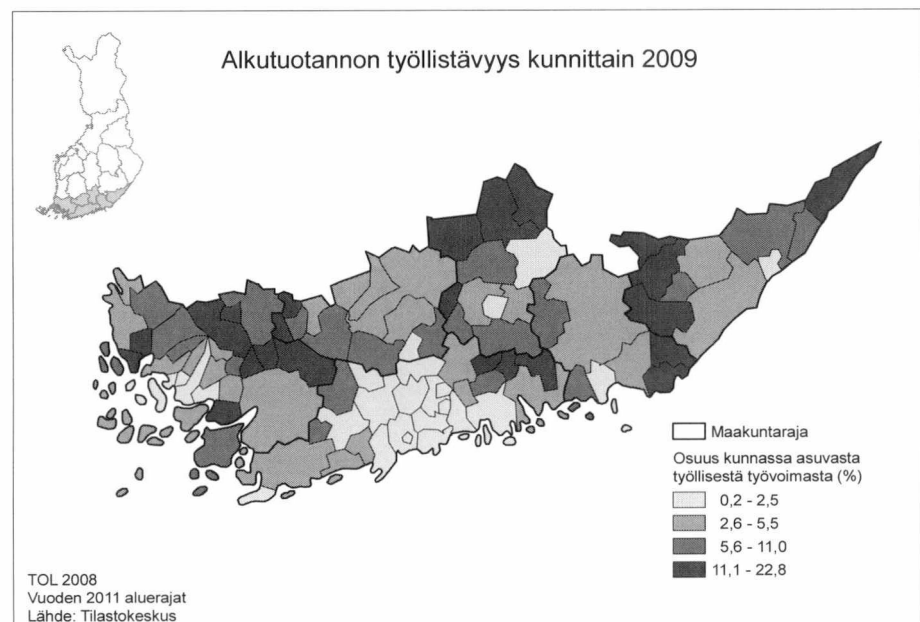 Alkutuotannon työllistävyys kunnittain 2009
Maakuntaraja
Osuus kunnassa asuvasta
työllisestä työvoimasta (%)
0,2 - 2,5
2,6 - 5,5
5,6 - 11,0
11,1 - 22,8
TOL 2008
Vuoden 2011 aluerajat
Lähde: Tilastokeskus